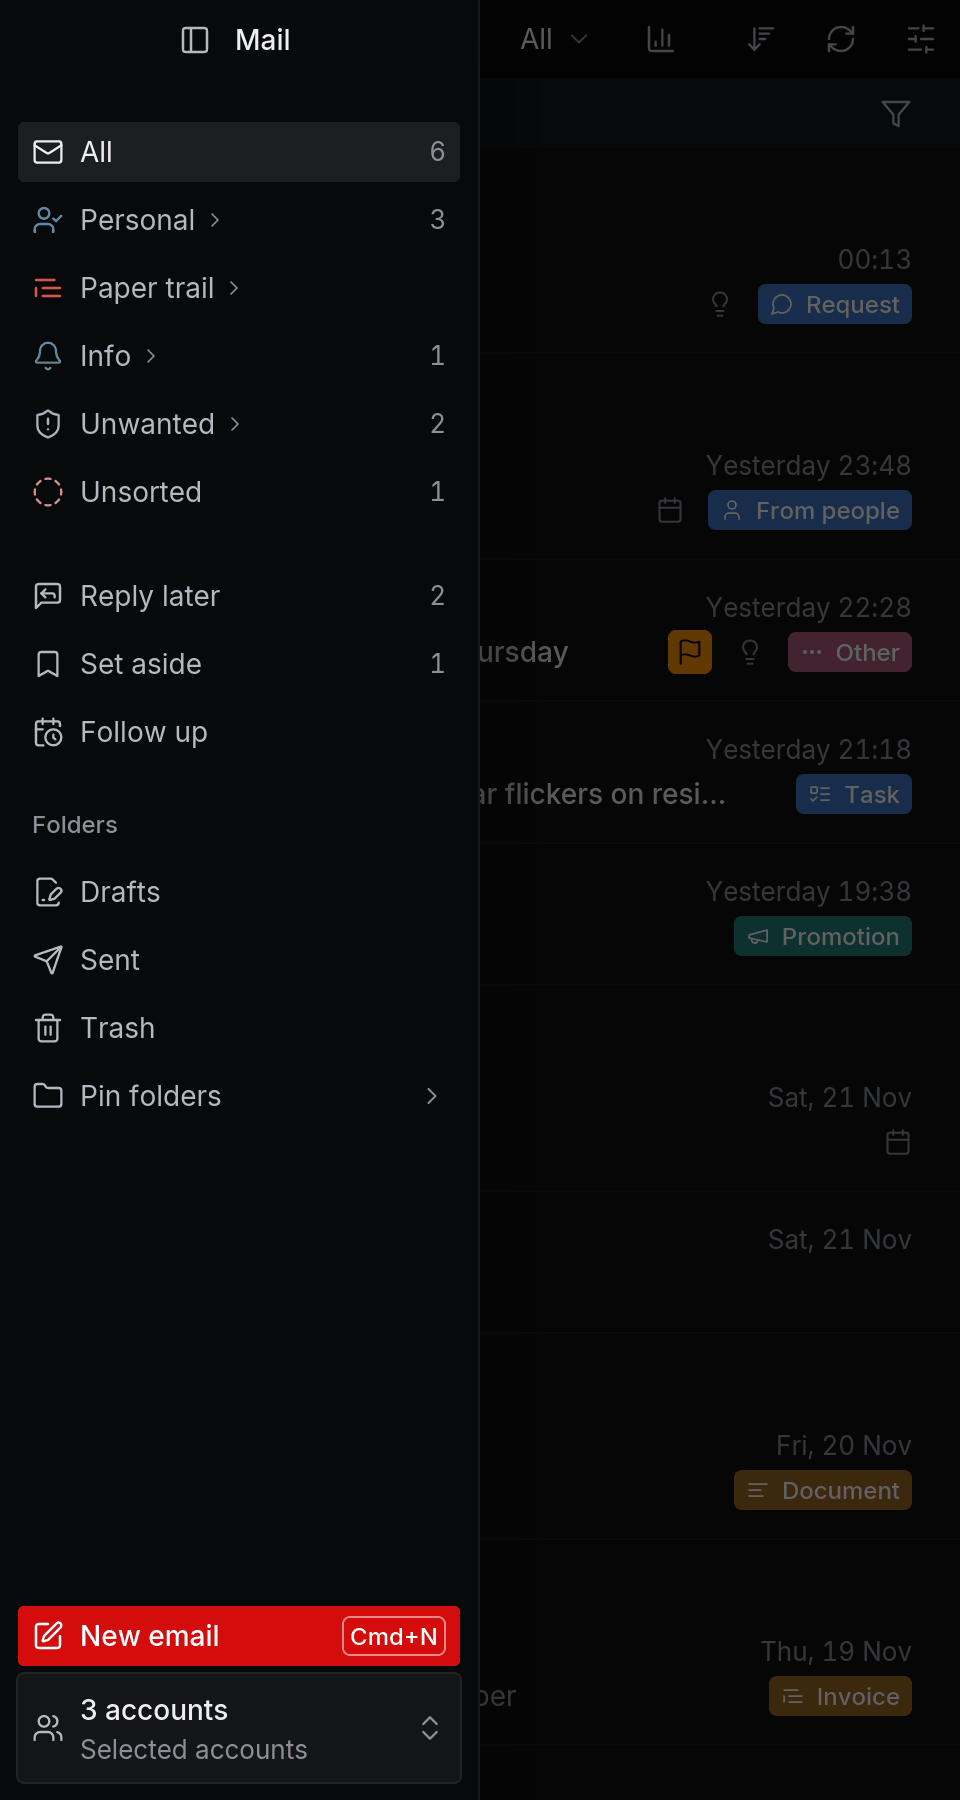 Mail
All 6
Personal 3
Paper trail
Info 1
Unwanted 2
Unsorted 1
Reply later 2
Set aside 1
Follow up
Folders
Drafts
Sent
Trash
Pin folders
New email Cmd+N
3 accounts
Selected accounts
All
00:13
Request
Yesterday 23:48
From people
Yesterday 22:28
ursday Other
Yesterday 21:18
ar flickers on resi... Task
Yesterday 19:38
Promotion
Sat, 21 Nov
Sat, 21 Nov
Fri, 20 Nov
Document
Thu, 19 Nov
ber Invoice